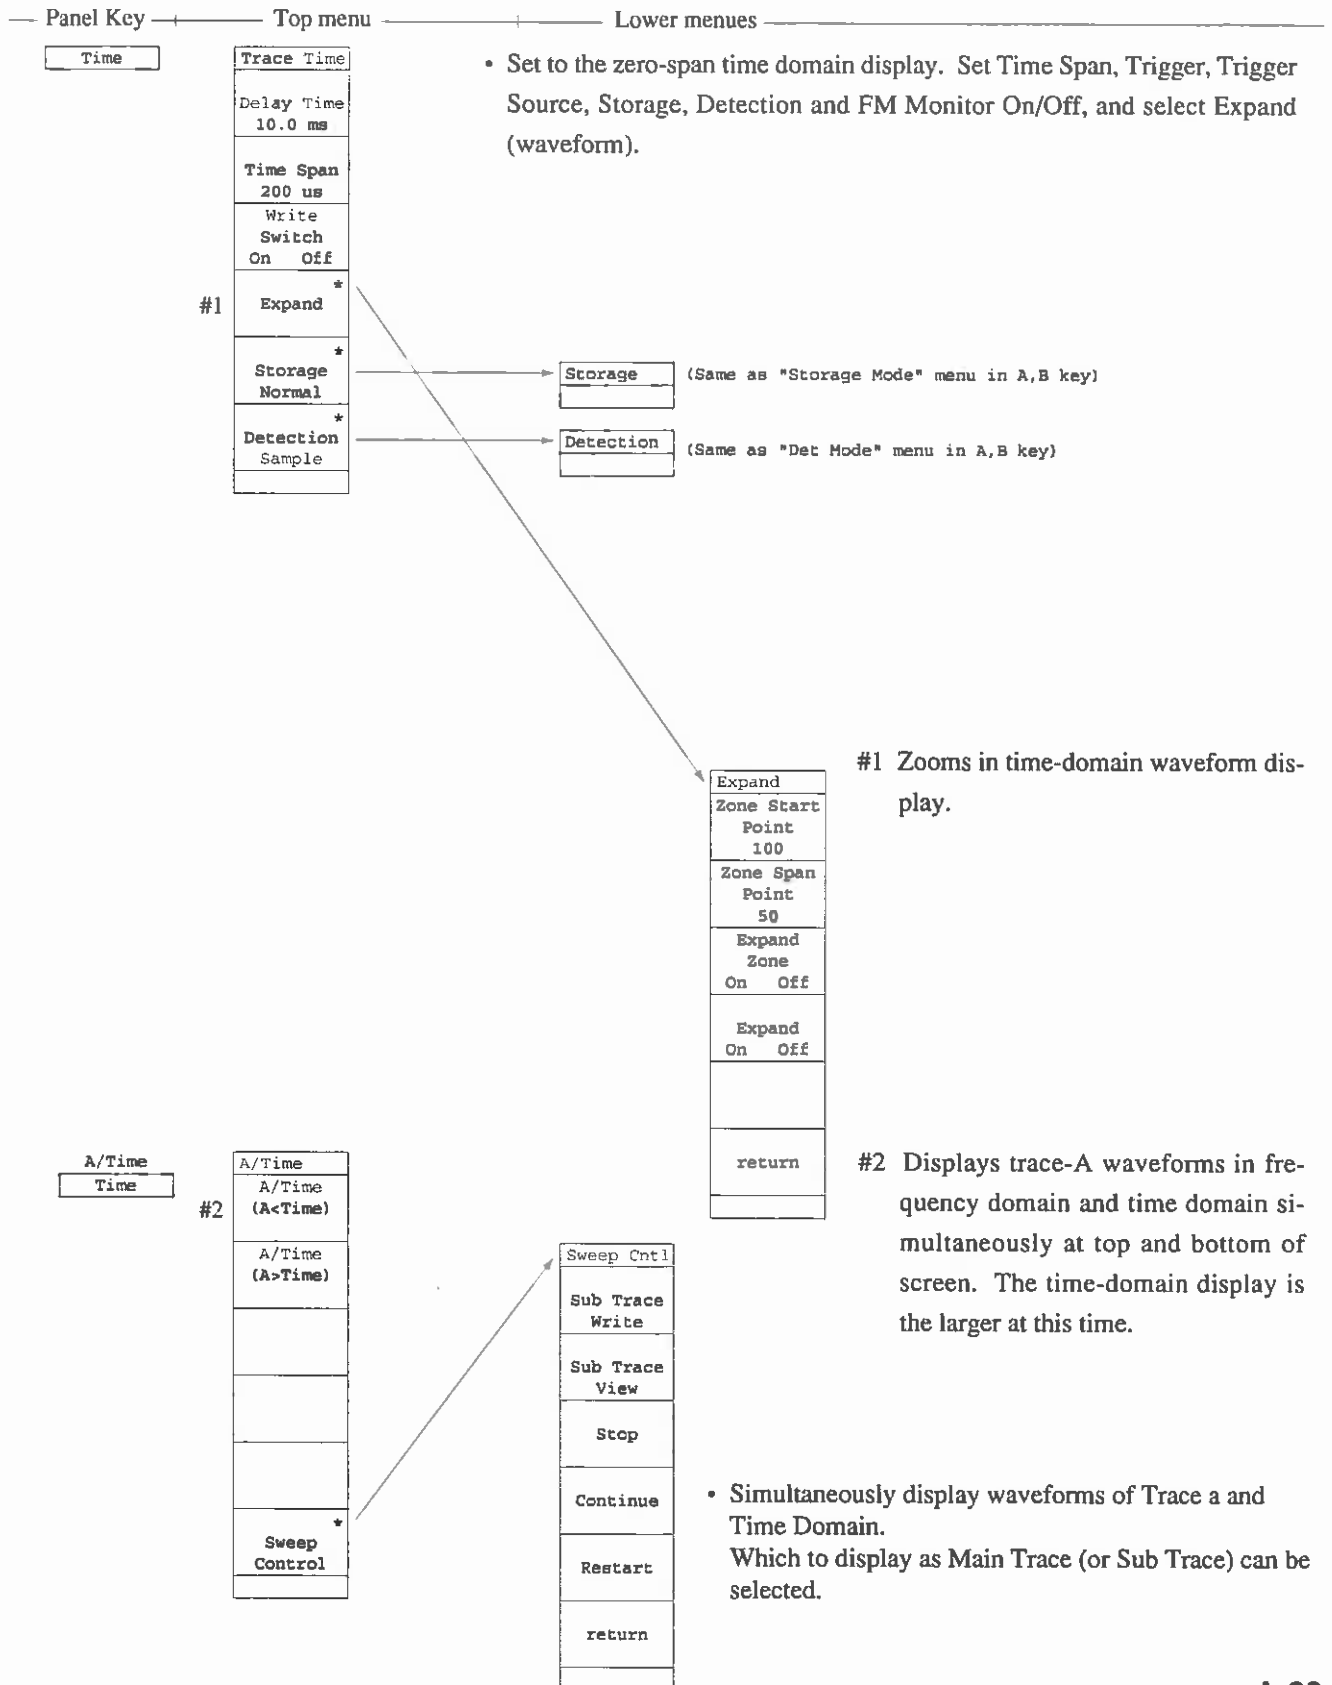 Panel Key
Top menu
Lower menues
Time
Trace Time
Delay Time
10.0 ms
Time Span
200 us
Write
Switch
On Off
#1
*
Expand
*
Storage
Normal
*
Detection
Sample
• Set to the zero-span time domain display. Set Time Span, Trigger, Trigger
Source, Storage, Detection and FM Monitor On/Off, and select Expand
(waveform).
Storage
(Same as "Storage Mode" menu in A,B key)
Detection
(Same as "Det Mode" menu in A,B key)
Expand
Zone Start
Point
100
Zone Span
Point
50
Expand
Zone
On Off
Expand
On Off
return
#1 Zooms in time-domain waveform dis-
play.
A/Time
Time
#2
A/Time
A/Time
(A<Time)
A/Time
(A>Time)
*
Sweep
Control
Sweep Cntl
Sub Trace
Write
Sub Trace
View
Stop
Continue
Restart
return
#2 Displays trace-A waveforms in fre-
quency domain and time domain si-
multaneously at top and bottom of
screen. The time-domain display is
the larger at this time.
• Simultaneously display waveforms of Trace a and
Time Domain.
Which to display as Main Trace (or Sub Trace) can be
selected.